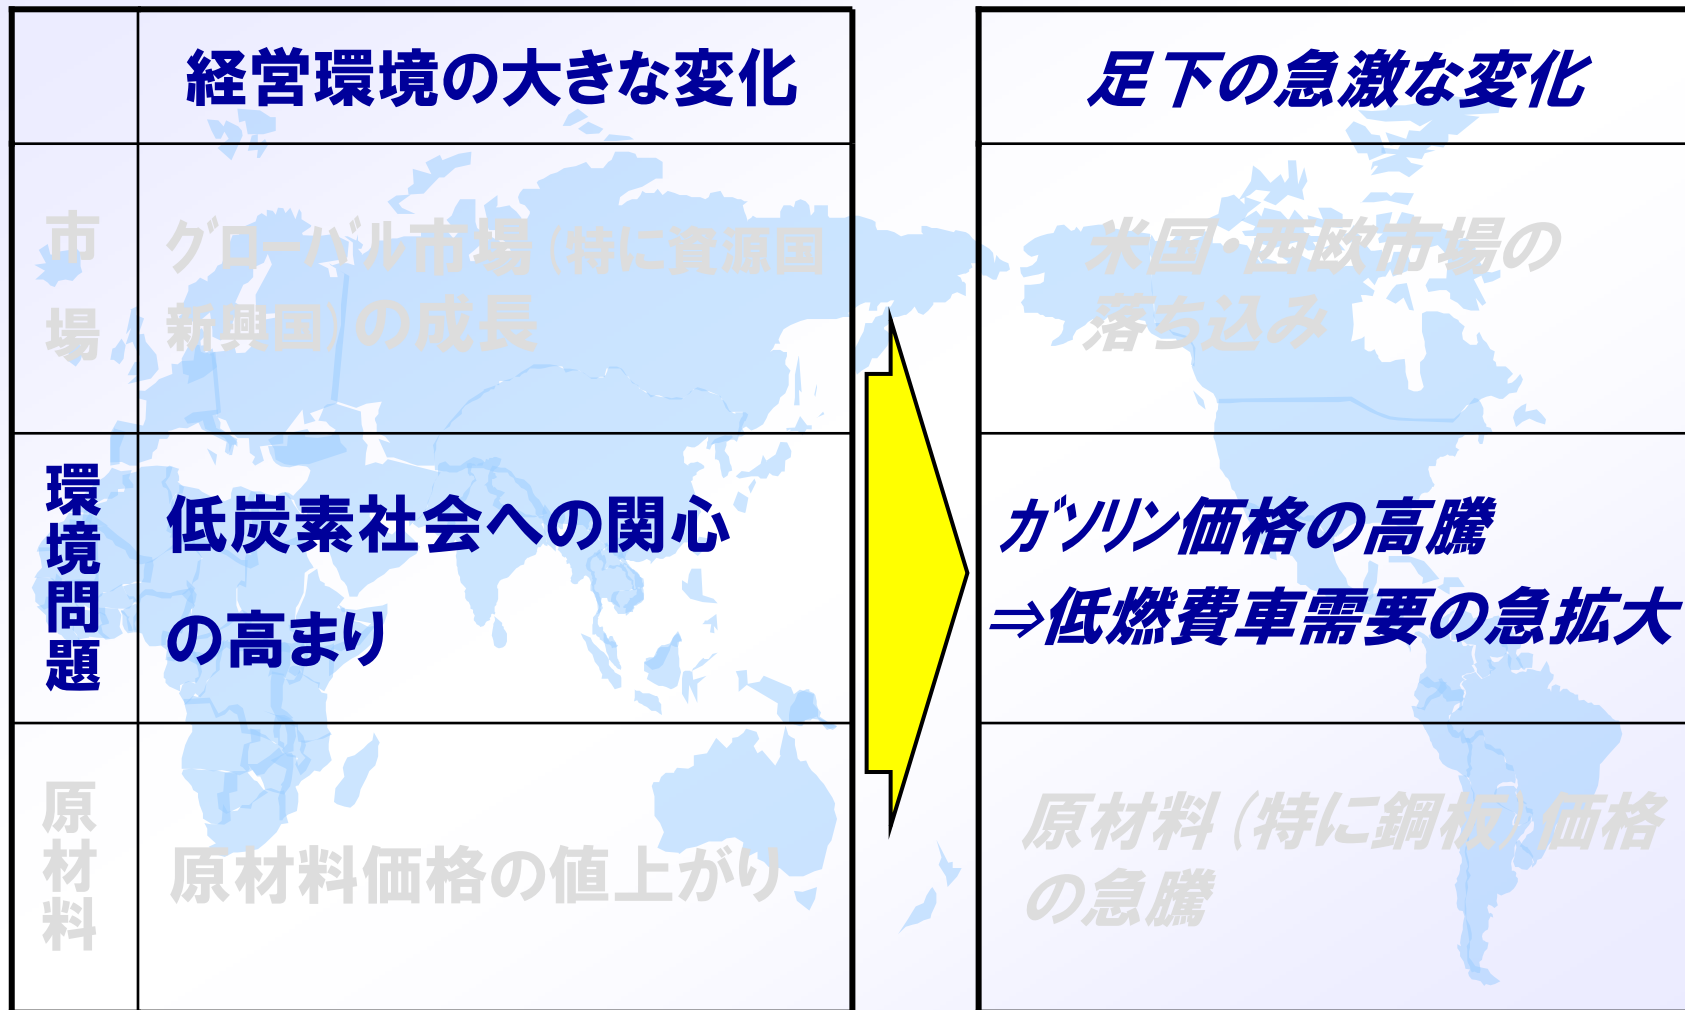 経営環境の大きな変化
足下の急激な変化
市場
グローバル市場(特に資源国
新興国)の成長
米国・西欧市場の
落ち込み
環境問題
低炭素社会への関心
の高まり
ガソリン価格の高騰
⇒低燃費車需要の急拡大
原材料
原材料価格の値上がり
原材料(特に鋼板)価格
の急騰